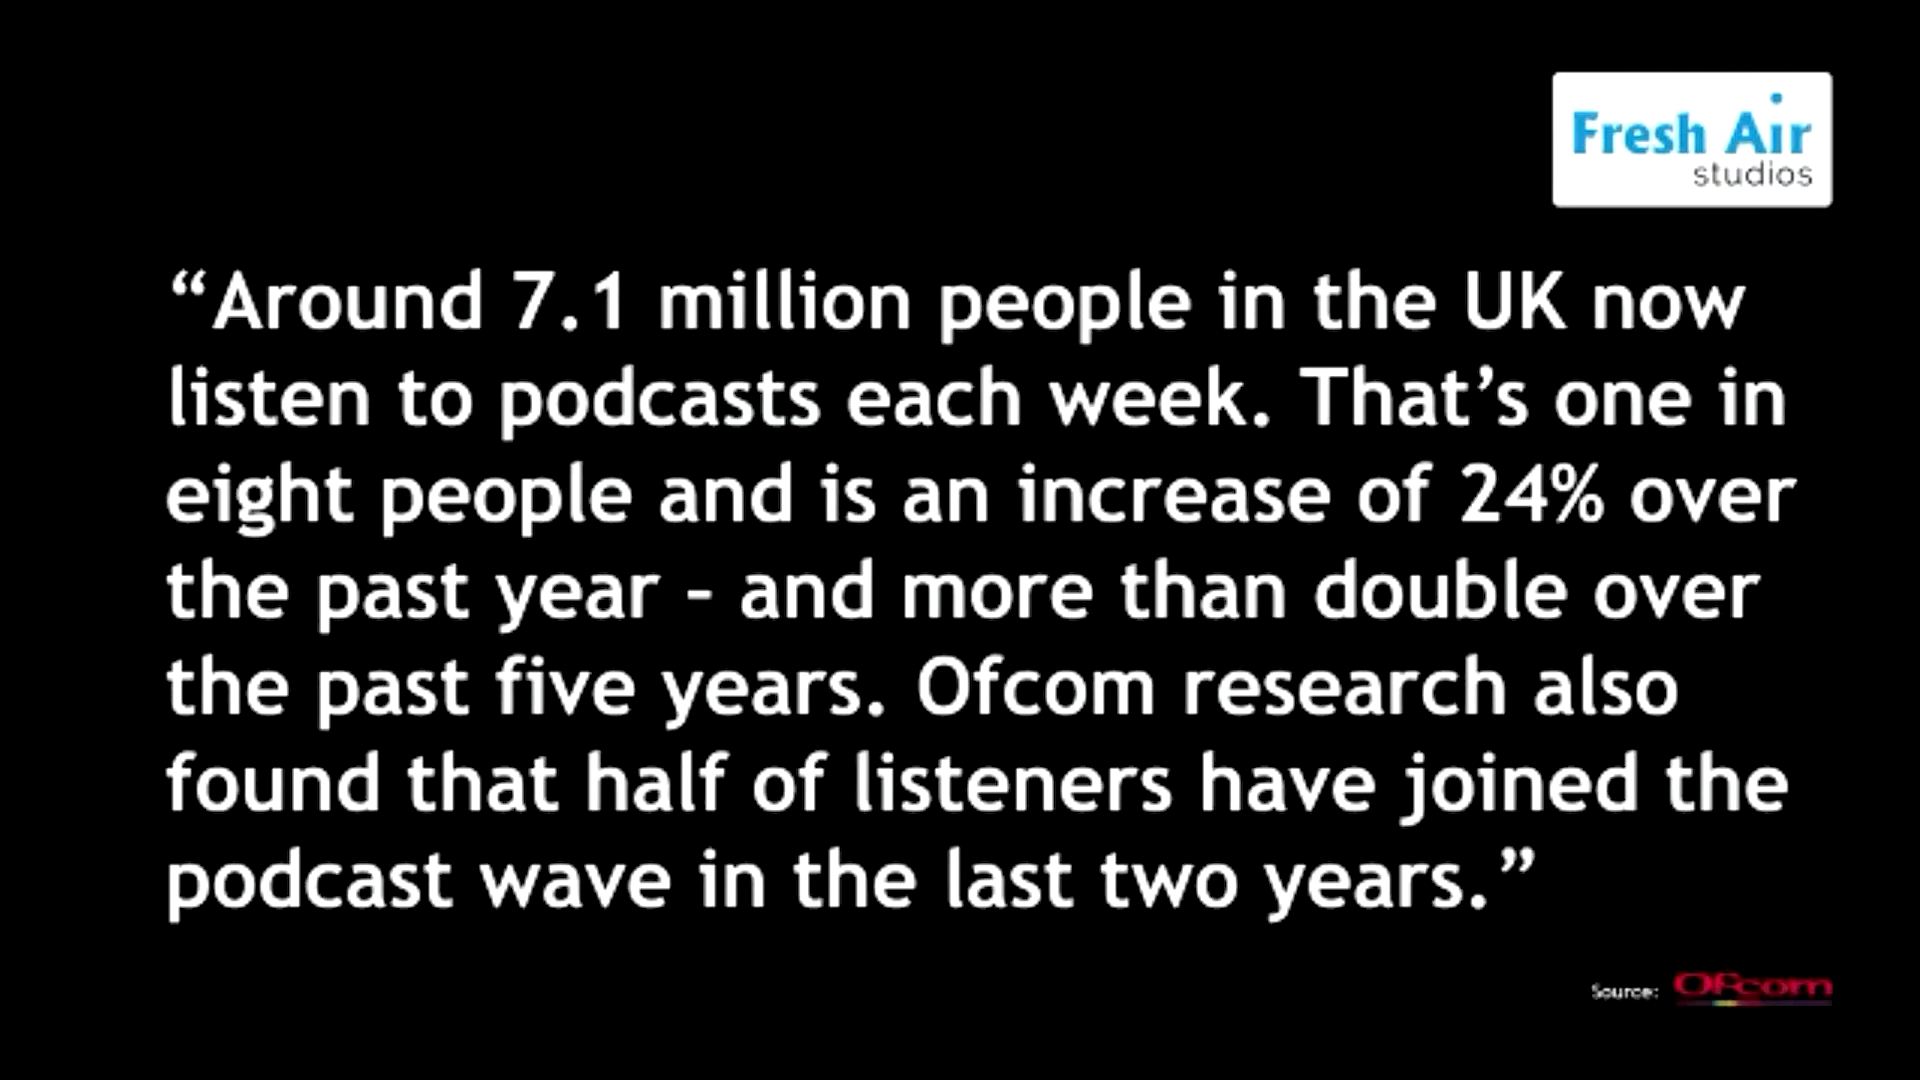 Fresh Air
studios
“Around 7.1 million people in the UK now
listen to podcasts each week. That’s one in
eight people and is an increase of 24% over
the past year – and more than double over
the past five years. Ofcom research also
found that half of listeners have joined the
podcast wave in the last two years.”
Source: Ofcom